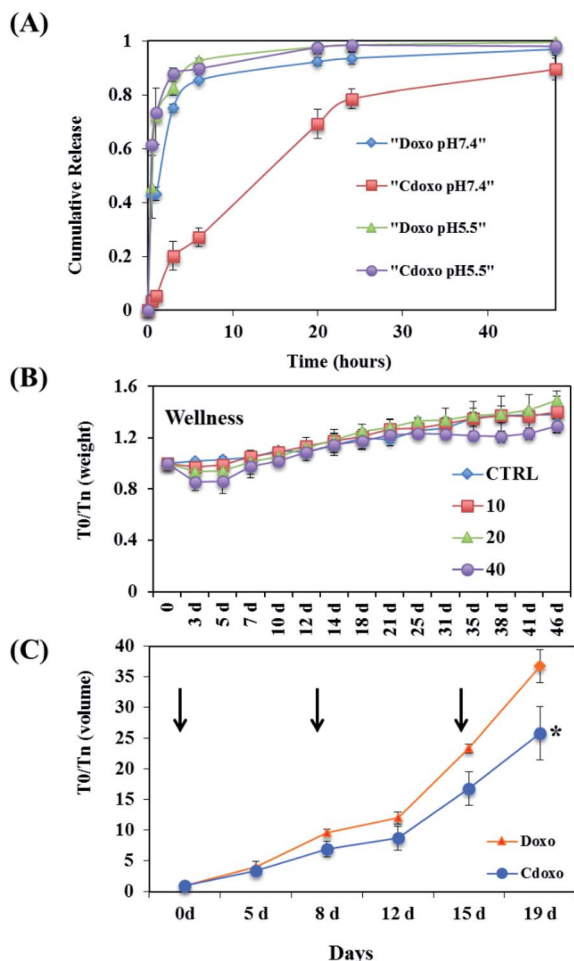 (A)
Cumulative Release
1
0.8
0.6
0.4
0.2
0
0
10
20
30
40
Time (hours)
"Doxo pH7.4"
"Cdoxo pH7.4"
"Doxo pH5.5"
"Cdoxo pH5.5"
(B)
T0/Tn (weight)
1.6
1.2
0.8
0.4
0
Wellness
CTRL
10
20
40
0
3 d
5 d
7 d
10 d
12 d
14 d
18 d
21 d
25 d
31 d
35 d
38 d
41 d
46 d
(C)
T0/Tn (volume)
40
35
30
25
20
15
10
5
0
*
Doxo
Cdoxo
0d
5 d
8 d
12 d
15 d
19 d
Days